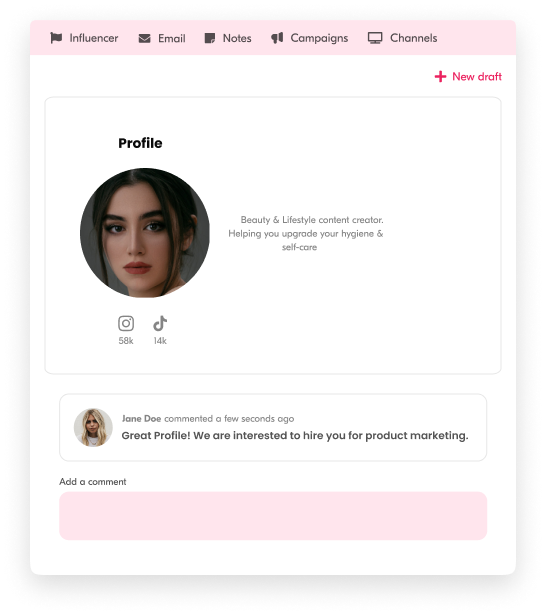 Influencer Email Notes Campaigns Channels
New draft
Profile
Beauty & Lifestyle content creator.
Helping you upgrade your hygiene &
self-care
58k 14k
Jane Doe commented a few seconds ago
Great Profile! We are interested to hire you for product marketing.
Add a comment